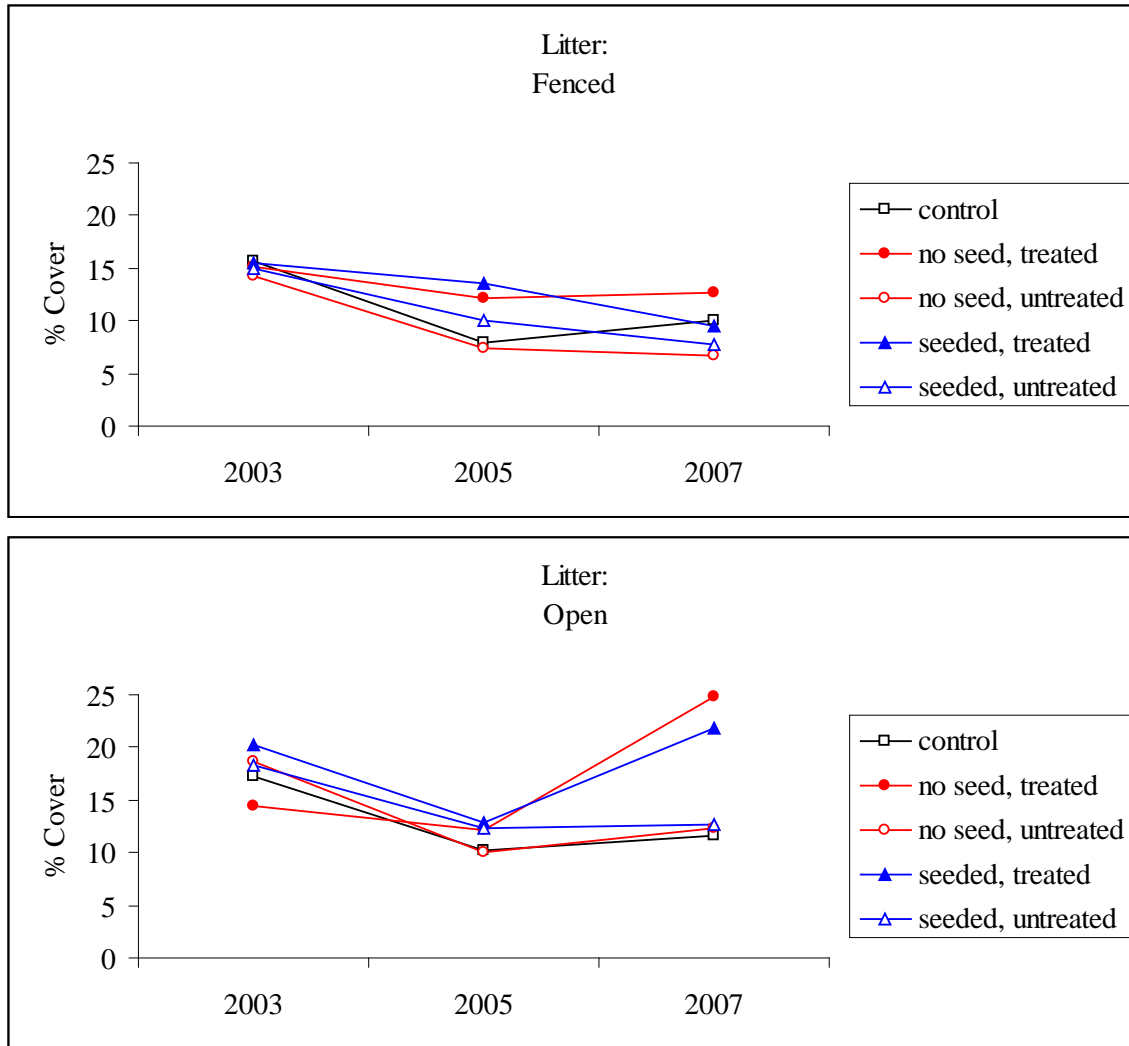 Litter:
Fenced
% Cover
25
20
15
10
5
0
2003 2005 2007
control
no seed, treated
no seed, untreated
seeded, treated
seeded, untreated
Litter:
Open
% Cover
25
20
15
10
5
0
2003 2005 2007
control
no seed, treated
no seed, untreated
seeded, treated
seeded, untreated